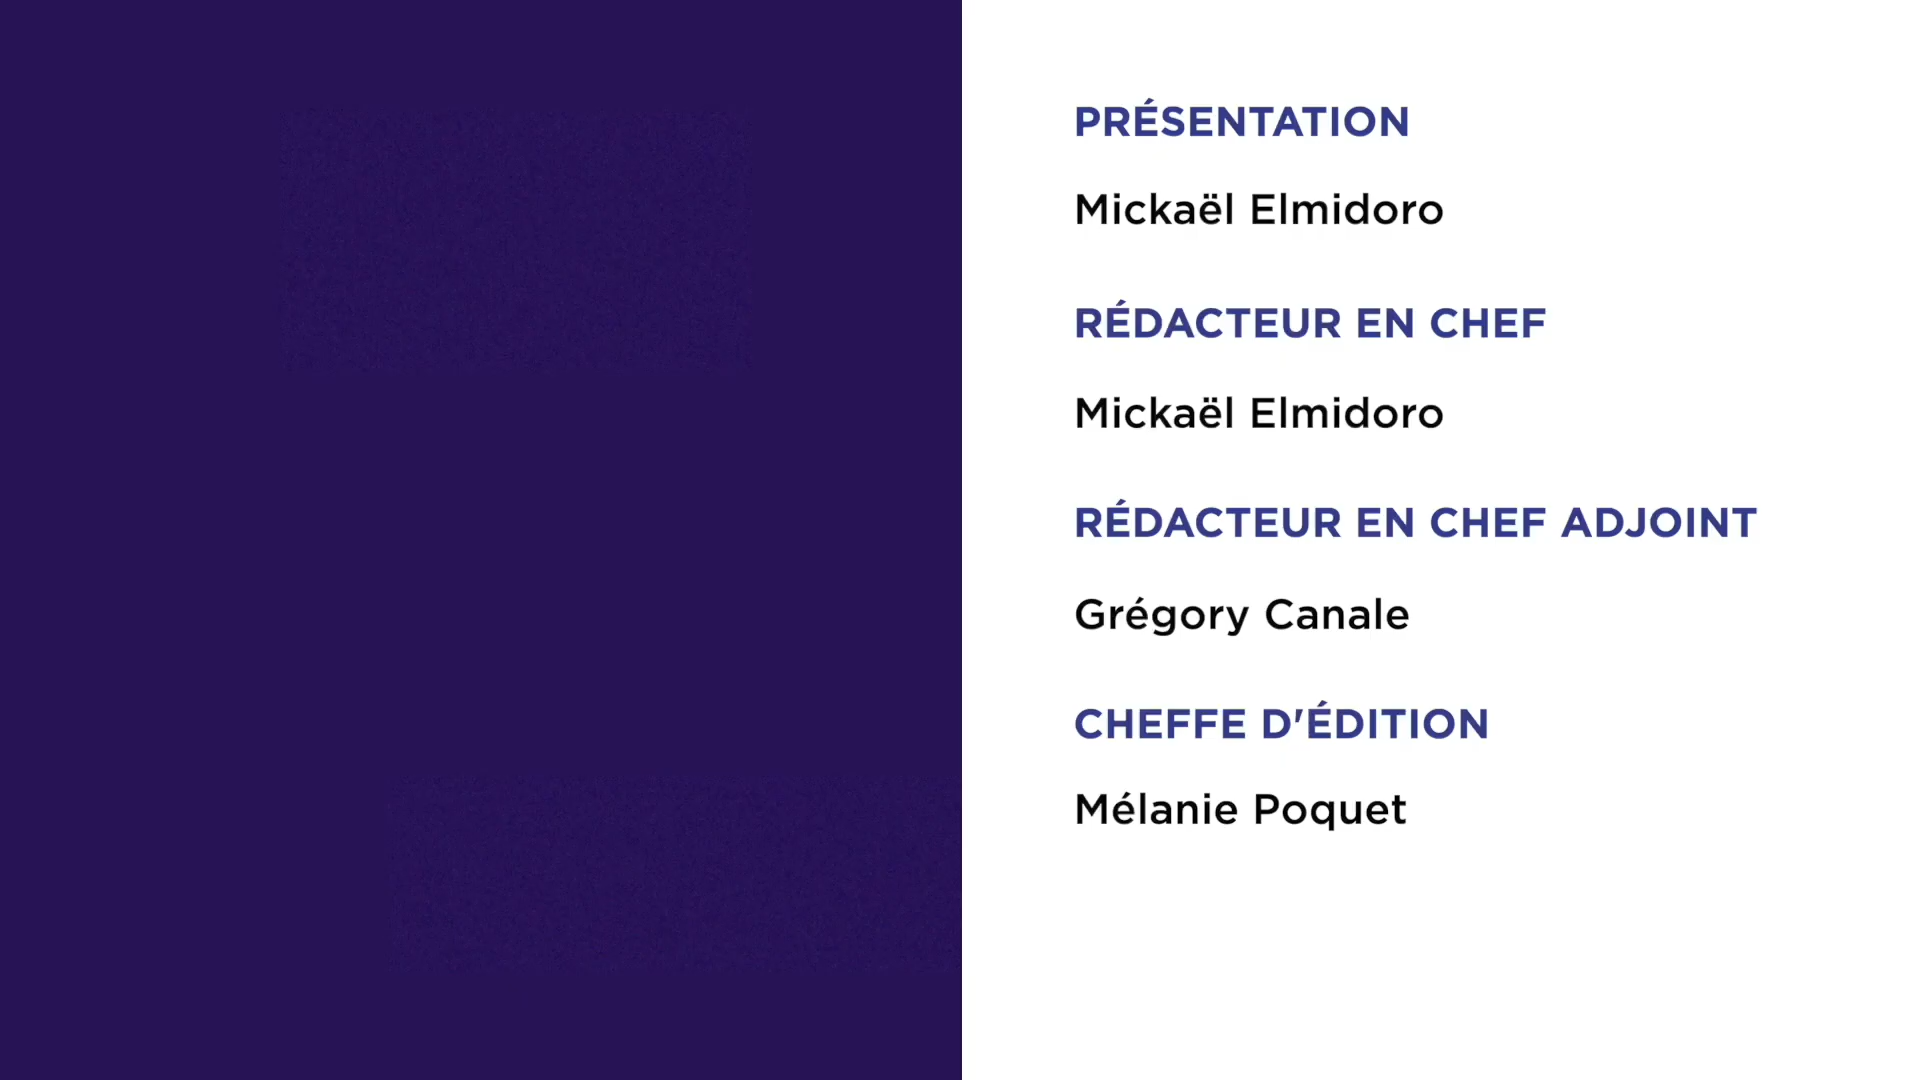 PRÉSENTATION
Mickaël Elmidoro
RÉDACTEUR EN CHEF
Mickaël Elmidoro
RÉDACTEUR EN CHEF ADJOINT
Grégory Canale
CHEFFE D'ÉDITION
Mélanie Poquet